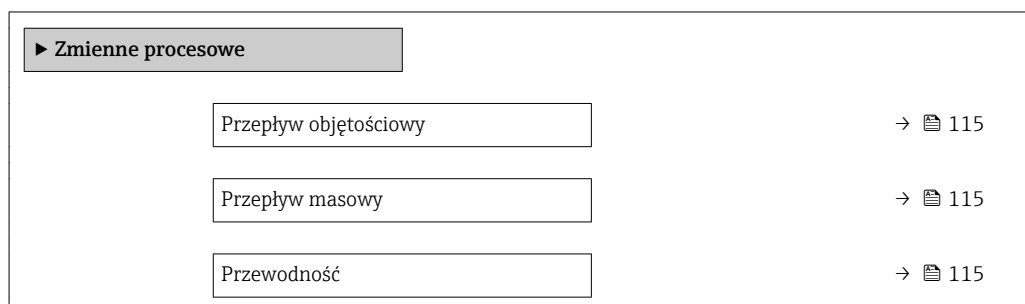 ▶ Zmienne procesowe
Przepływ objętościowy → 115
Przepływ masowy → 115
Przewodność → 115